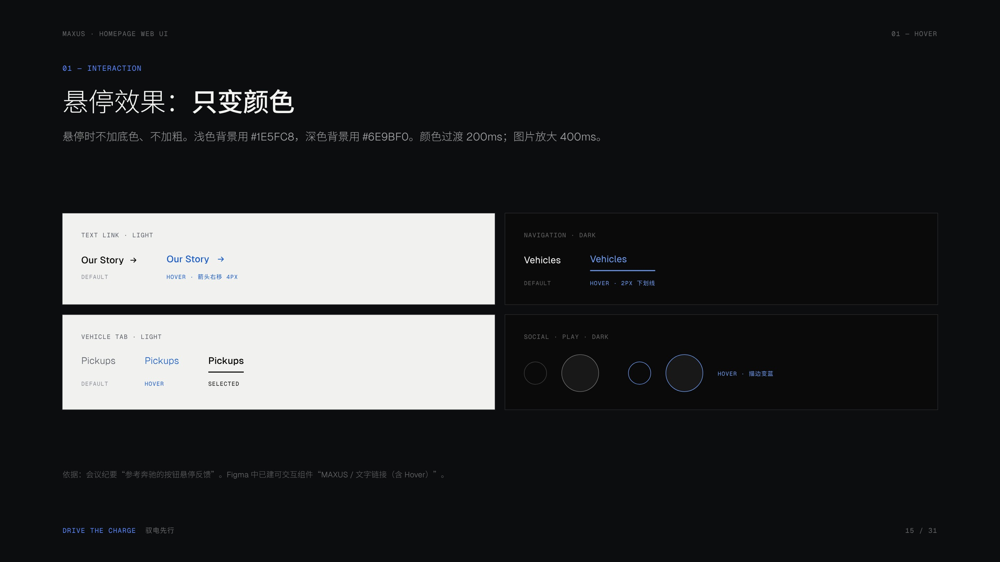 MAXUS · HOMEPAGE WEB UI
01 — HOVER
01 — INTERACTION
悬停效果：只变颜色
悬停时不加底色、不加粗。浅色背景用 #1E5FC8，深色背景用 #6E9BF0。颜色过渡 200ms；图片放大 400ms。
TEXT LINK · LIGHT
Our Story →
Our Story →
DEFAULT
HOVER · 箭头右移 4PX
NAVIGATION · DARK
Vehicles
Vehicles
DEFAULT
HOVER · 2PX 下划线
VEHICLE TAB · LIGHT
Pickups
Pickups
Pickups
DEFAULT
HOVER
SELECTED
SOCIAL · PLAY · DARK
HOVER · 描边变蓝
依据：会议纪要“参考奔驰的按钮悬停反馈”。Figma 中已建可交互组件“MAXUS / 文字链接（含 Hover）”。
DRIVE THE CHARGE 驭电先行
15 / 31